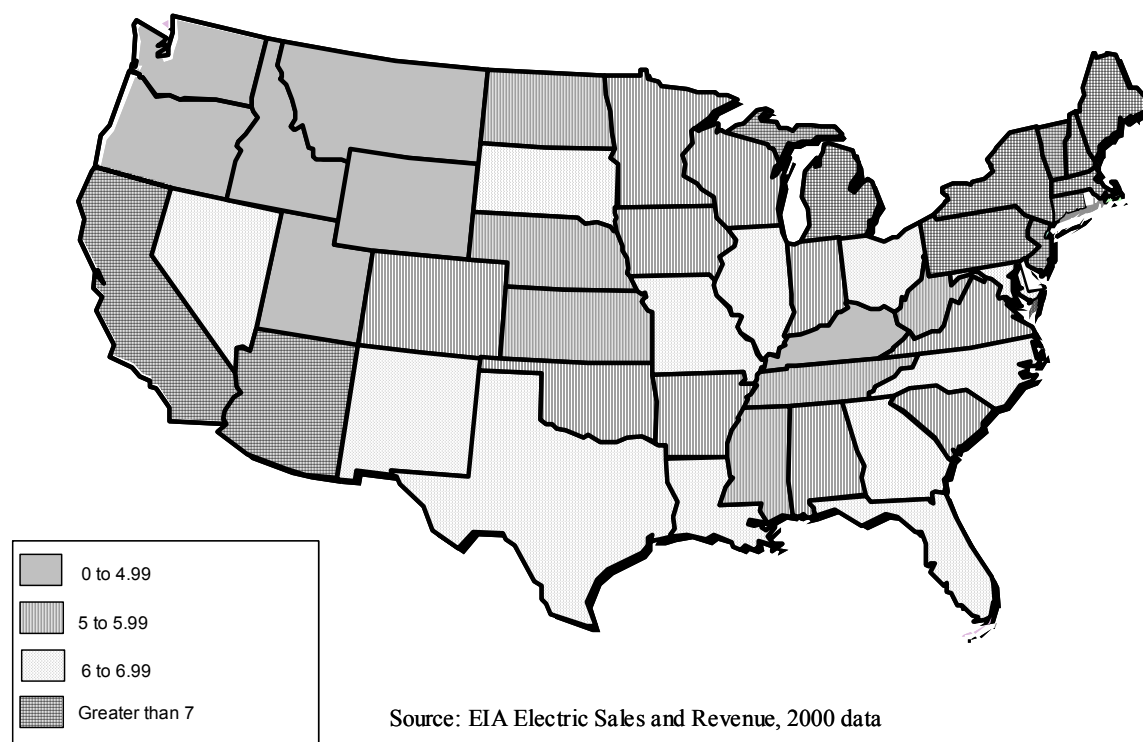 0 to 4.99
5 to 5.99
6 to 6.99
Greater than 7
Source: EIA Electric Sales and Revenue, 2000 data